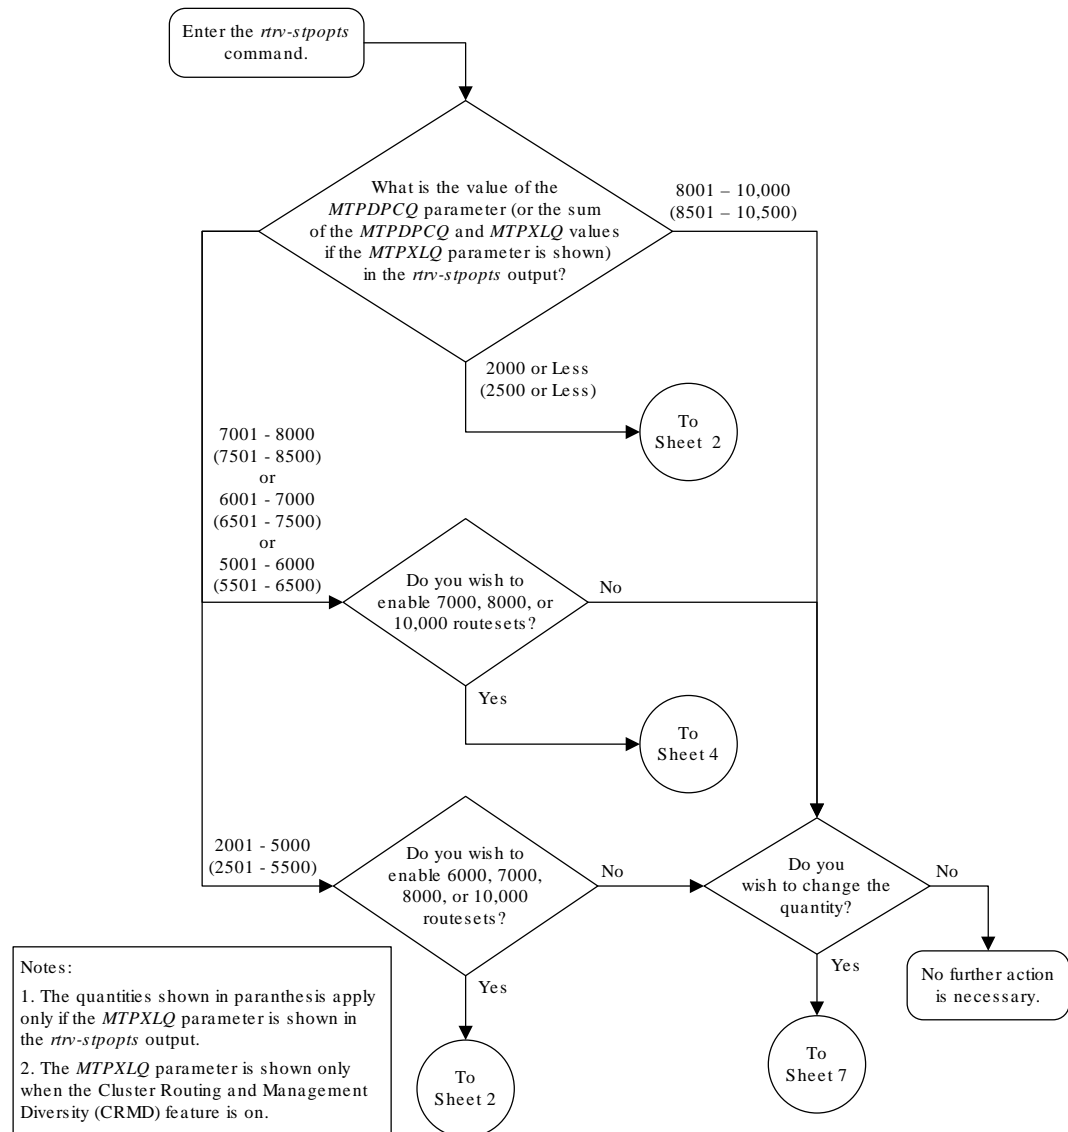 Enter the rtrv-stpopts
command.
What is the value of the
MTPDPCQ parameter (or the sum
of the MTPDPCQ and MTPXLQ values
if the MTPXLQ parameter is shown)
in the rtrv-stpopts output?
8001 – 10,000
(8501 – 10,500)
2000 or Less
(2500 or Less)
To
Sheet 2
7001 - 8000
(7501 - 8500)
or
6001 - 7000
(6501 - 7500)
or
5001 - 6000
(5501 - 6500)
Do you wish to
enable 7000, 8000, or
10,000 routesets?
No
Yes
To
Sheet 4
2001 - 5000
(2501 - 5500)
Do you wish to
enable 6000, 7000,
8000, or 10,000
routesets?
No
Yes
To
Sheet 2
Do you
wish to change the
quantity?
No
Yes
No further action
is necessary.
To
Sheet 7
Notes:
1. The quantities shown in paranthesis apply
only if the MTPXLQ parameter is shown in
the rtrv-stpopts output.
2. The MTPXLQ parameter is shown only
when the Cluster Routing and Management
Diversity (CRMD) feature is on.